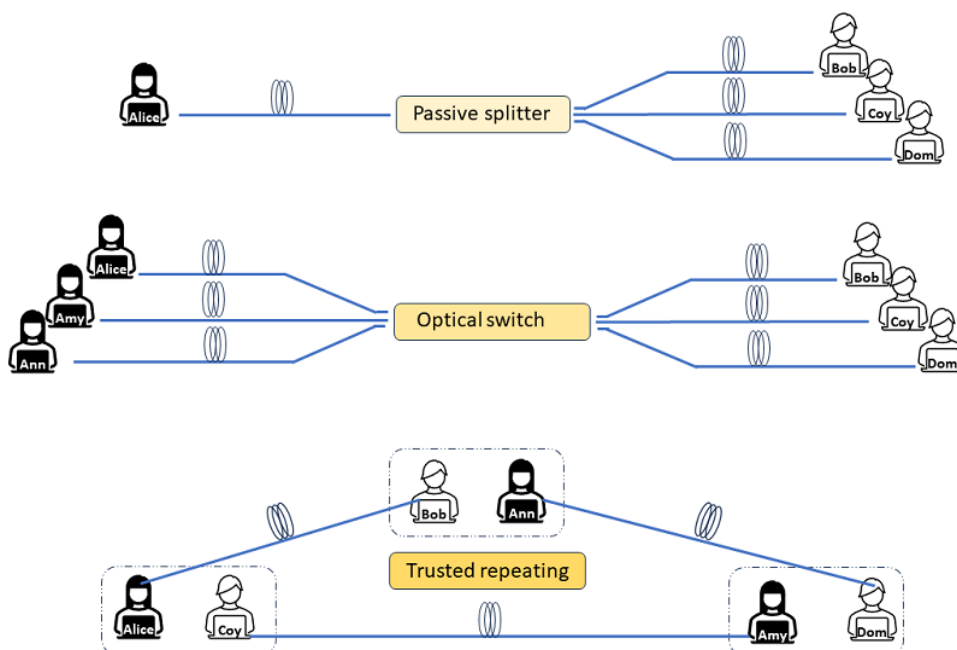 Alice
Passive splitter
Bob
Coy
Dom
Alice
Amy
Ann
Optical switch
Bob
Coy
Dom
Bob
Ann
Trusted repeating
Alice
Coy
Amy
Dom